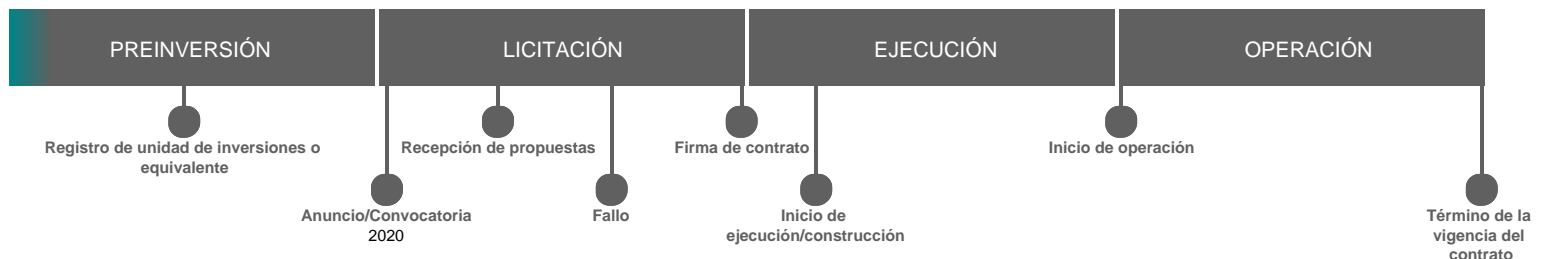 PREINVERSIÓN
LICITACIÓN
EJECUCIÓN
OPERACIÓN
Registro de unidad de inversiones o
equivalente
Anuncio/Convocatoria
2020
Recepción de propuestas
Fallo
Firma de contrato
Inicio de
ejecución/construcción
Inicio de operación
Término de la
vigencia del
contrato